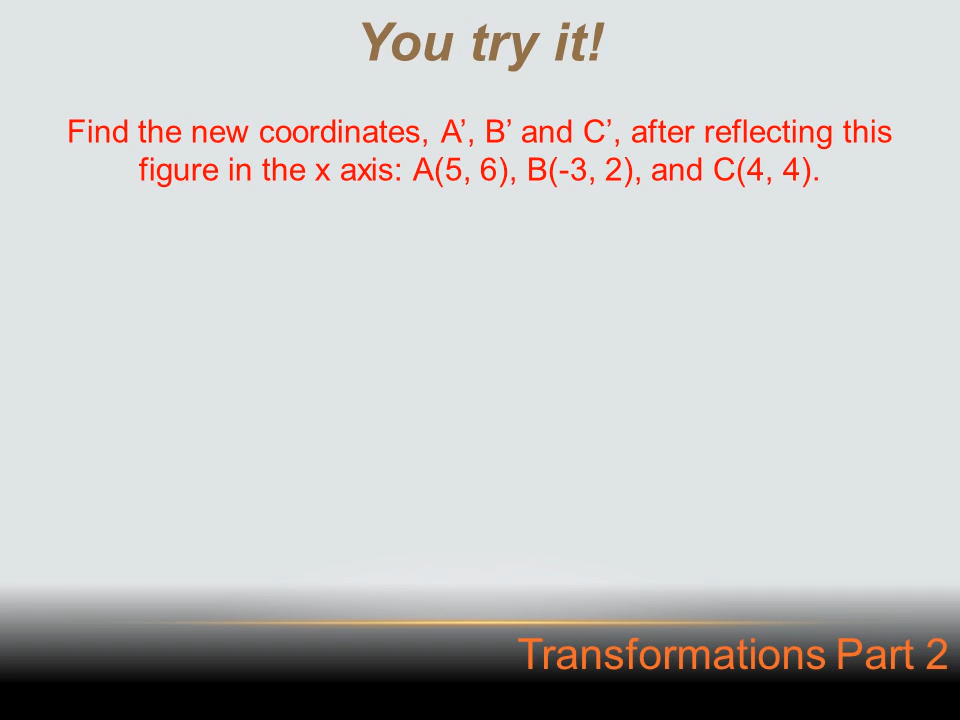 You try it!
Find the new coordinates, A’, B’ and C’, after reflecting this
figure in the x axis: A(5, 6), B(-3, 2), and C(4, 4).
Transformations Part 2